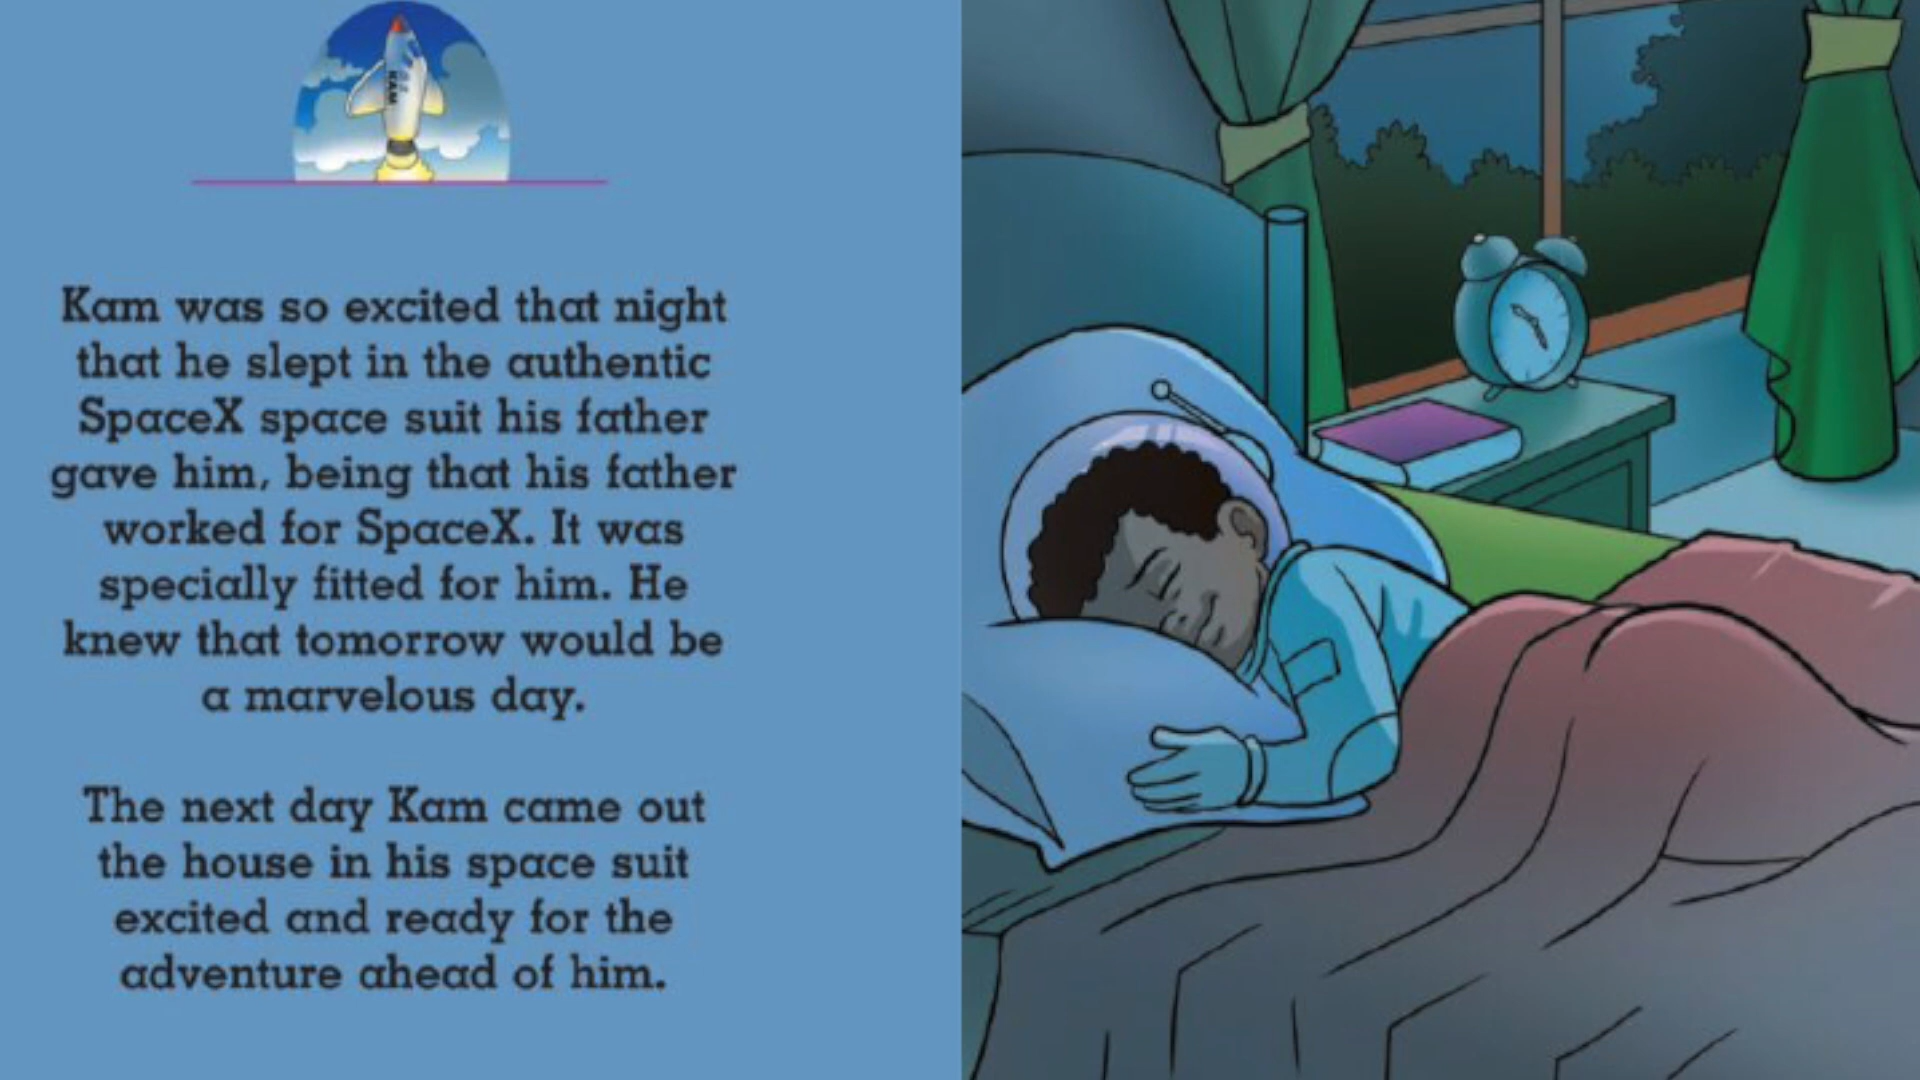 KAM
Kam was so excited that night
that he slept in the authentic
SpaceX space suit his father
gave him, being that his father
worked for SpaceX. It was
specially fitted for him. He
knew that tomorrow would be
a marvelous day.
The next day Kam came out
the house in his space suit
excited and ready for the
adventure ahead of him.